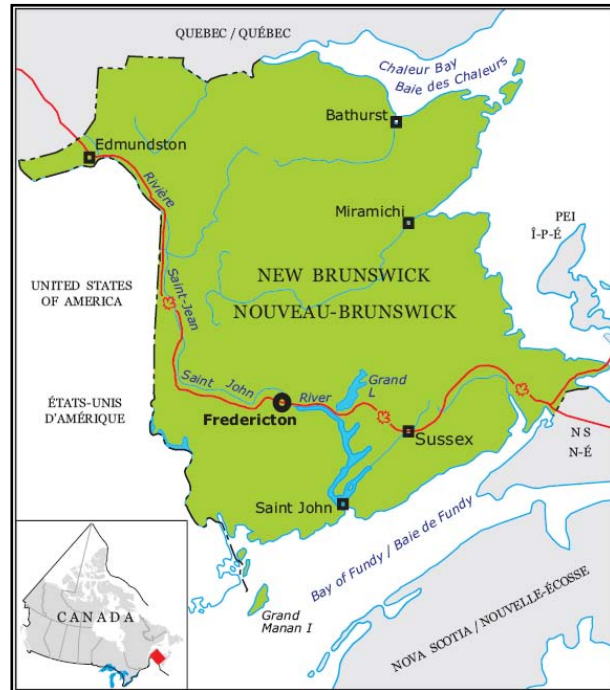 QUEBEC / QUÉBEC
Chaleur Bay
Baie des Chaleurs
Bathurst
Edmundston
Rivière
Miramichi
PEI
Î-P-É
UNITED STATES
OF AMERICA
Saint-Jean
NEW BRUNSWICK
NOUVEAU-BRUNSWICK
Saint John
River
Grand
L
ÉTATS-UNIS
D'AMÉRIQUE
Fredericton
Sussex
N S
N-É
Saint John
Bay of Fundy / Baie de Fundy
Grand
Manan I
CANADA
NOVA SCOTIA / NOUVELLE-ÉCOSSE